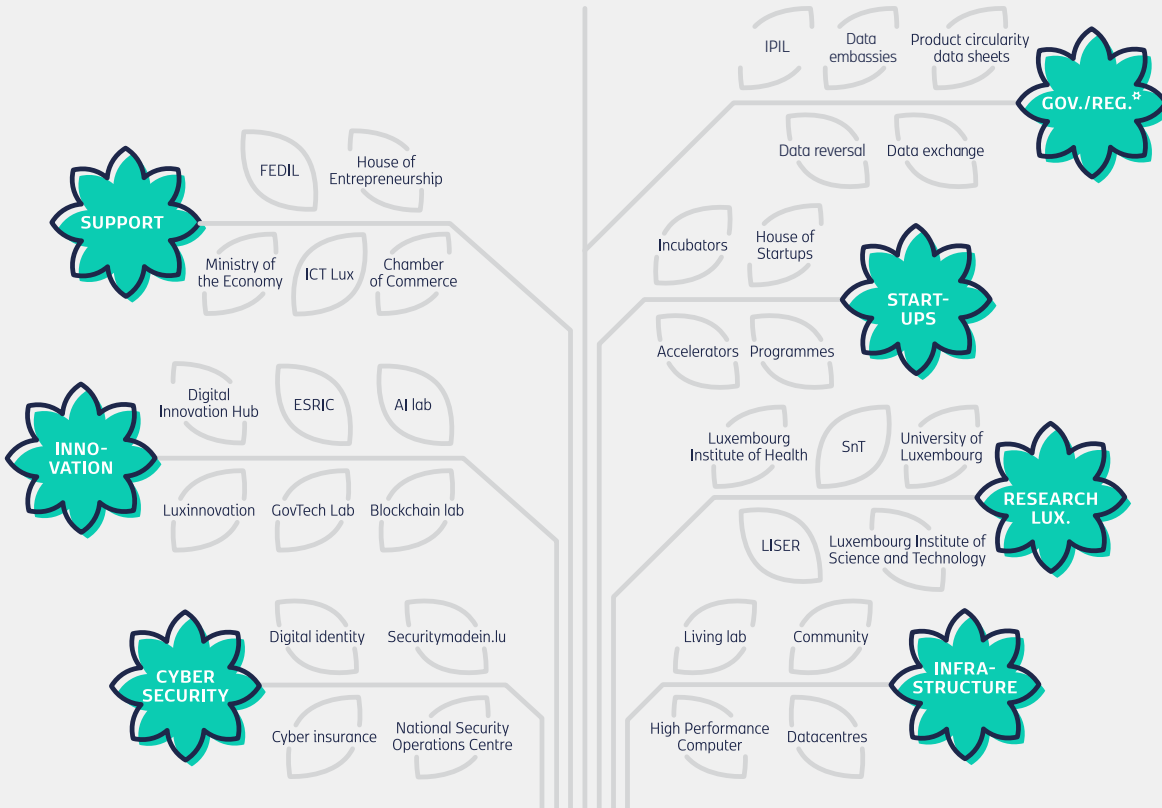 SUPPORT
FEDIL
House of
Entrepreneurship
Ministry of
the Economy
ICT Lux
Chamber
of Commerce
INNO-
VATION
Digital
Innovation Hub
ESRIC
AI lab
Luxinnovation
GovTech Lab
Blockchain lab
CYBER
SECURITY
Digital identity
Securitymadein.lu
Cyber insurance
National Security
Operations Centre
IPIL
Data
embassies
Product circularity
data sheets
GOV./REG.¤
Data reversal
Data exchange
Incubators
House of
Startups
START-
UPS
Accelerators
Programmes
Luxembourg
Institute of Health
SnT
University of
Luxembourg
RESEARCH
LUX.
LISER
Luxembourg Institute of
Science and Technology
Living lab
Community
INFRA-
STRUCTURE
High Performance
Computer
Datacentres